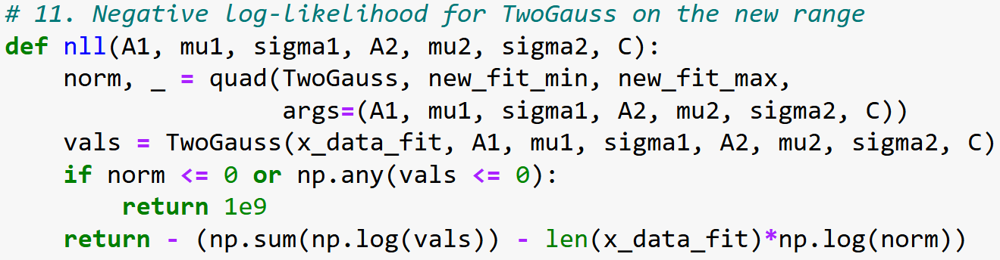 # 11. Negative log-likelihood for TwoGauss on the new range
def nll(A1, mu1, sigma1, A2, mu2, sigma2, C):
    norm, _ = quad(TwoGauss, new_fit_min, new_fit_max,
                   args=(A1, mu1, sigma1, A2, mu2, sigma2, C))
    vals = TwoGauss(x_data_fit, A1, mu1, sigma1, A2, mu2, sigma2, C)
    if norm <= 0 or np.any(vals <= 0):
        return 1e9
    return - (np.sum(np.log(vals)) - len(x_data_fit)*np.log(norm))